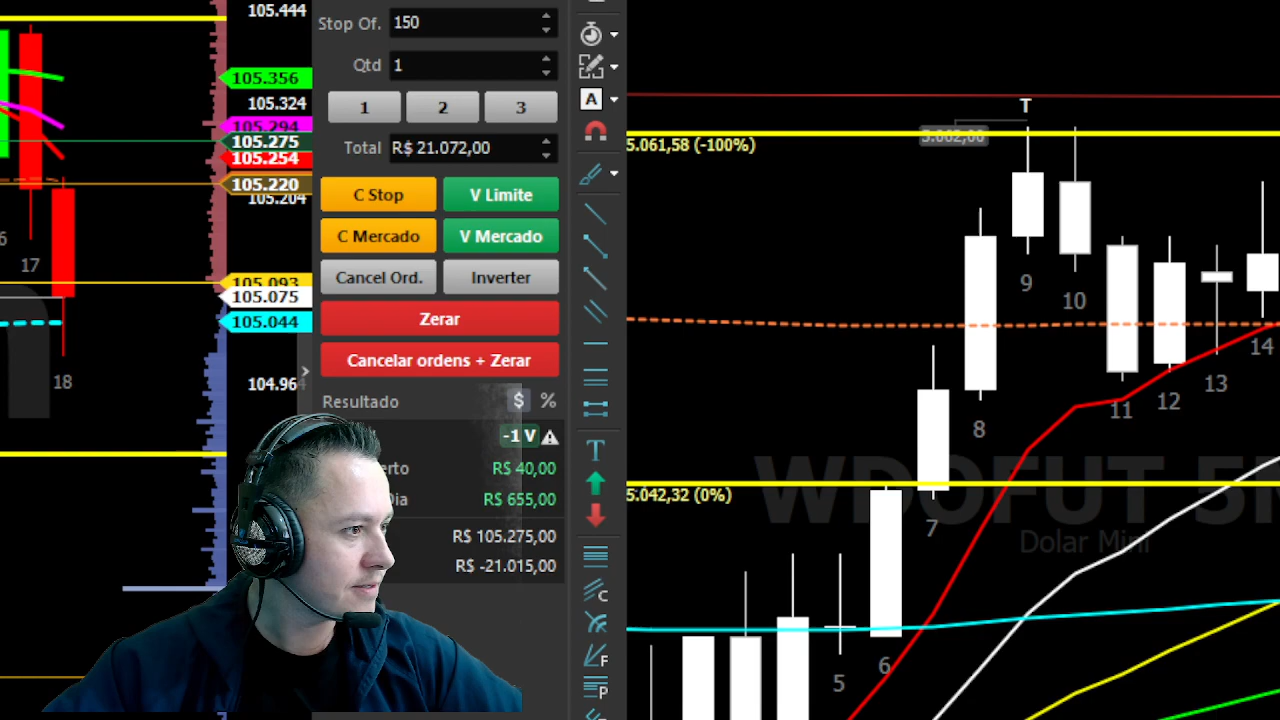 105.444
105.356
105.324
105.294
105.275
105.254
105.220
105.204
105.093
105.075
105.044
104.964
17
18
Stop Of. 150
Qtd 1
1 2 3
Total R$ 21.072,00
C Stop V Limite
C Mercado V Mercado
Cancel Ord. Inverter
Zerar
Cancelar ordens + Zerar
Resultado $ %
-1 V
erto R$ 40,00
Dia R$ 655,00
R$ 105.275,00
R$ -21.015,00
A
T
C
F
P
T
5.061,58 (-100%)
5.042,32 (0%)
WDOFUT 5M
Dolar Mini
5
6
7
8
9
10
11
12
13
14